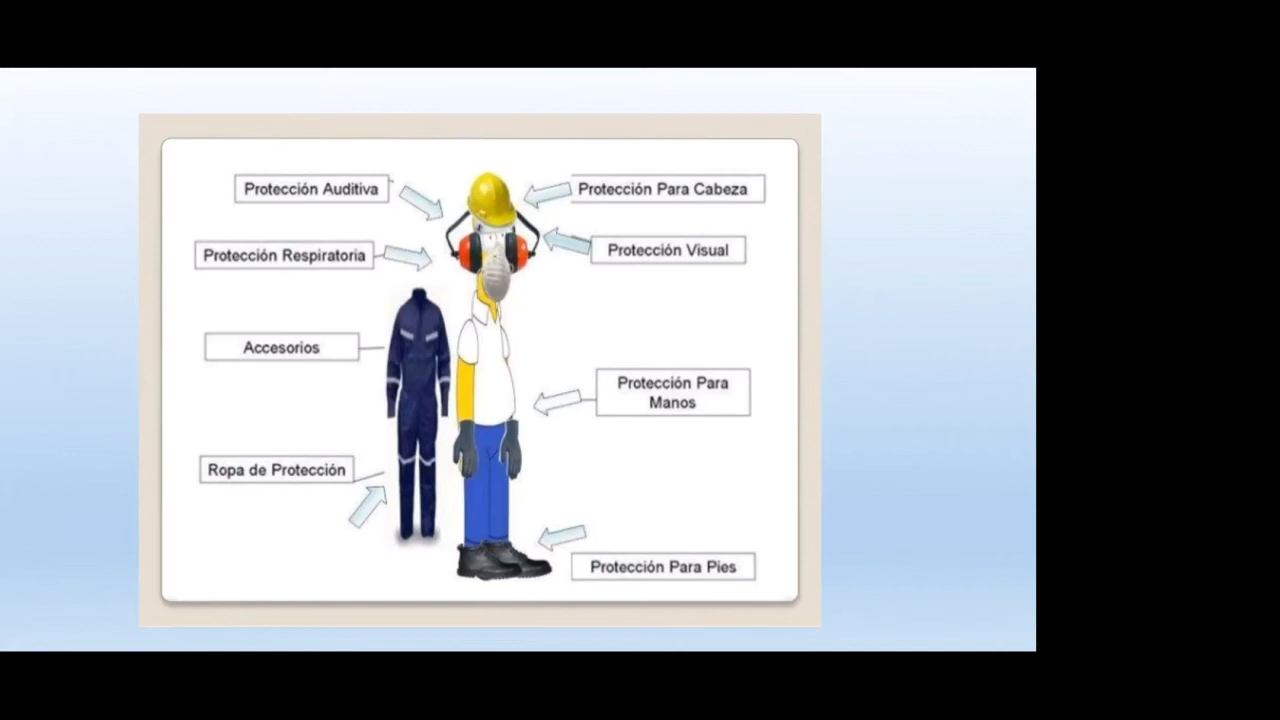 Protección Auditiva
Protección Para Cabeza
Protección Respiratoria
Protección Visual
Accesorios
Protección Para
Manos
Ropa de Protección
Protección Para Pies